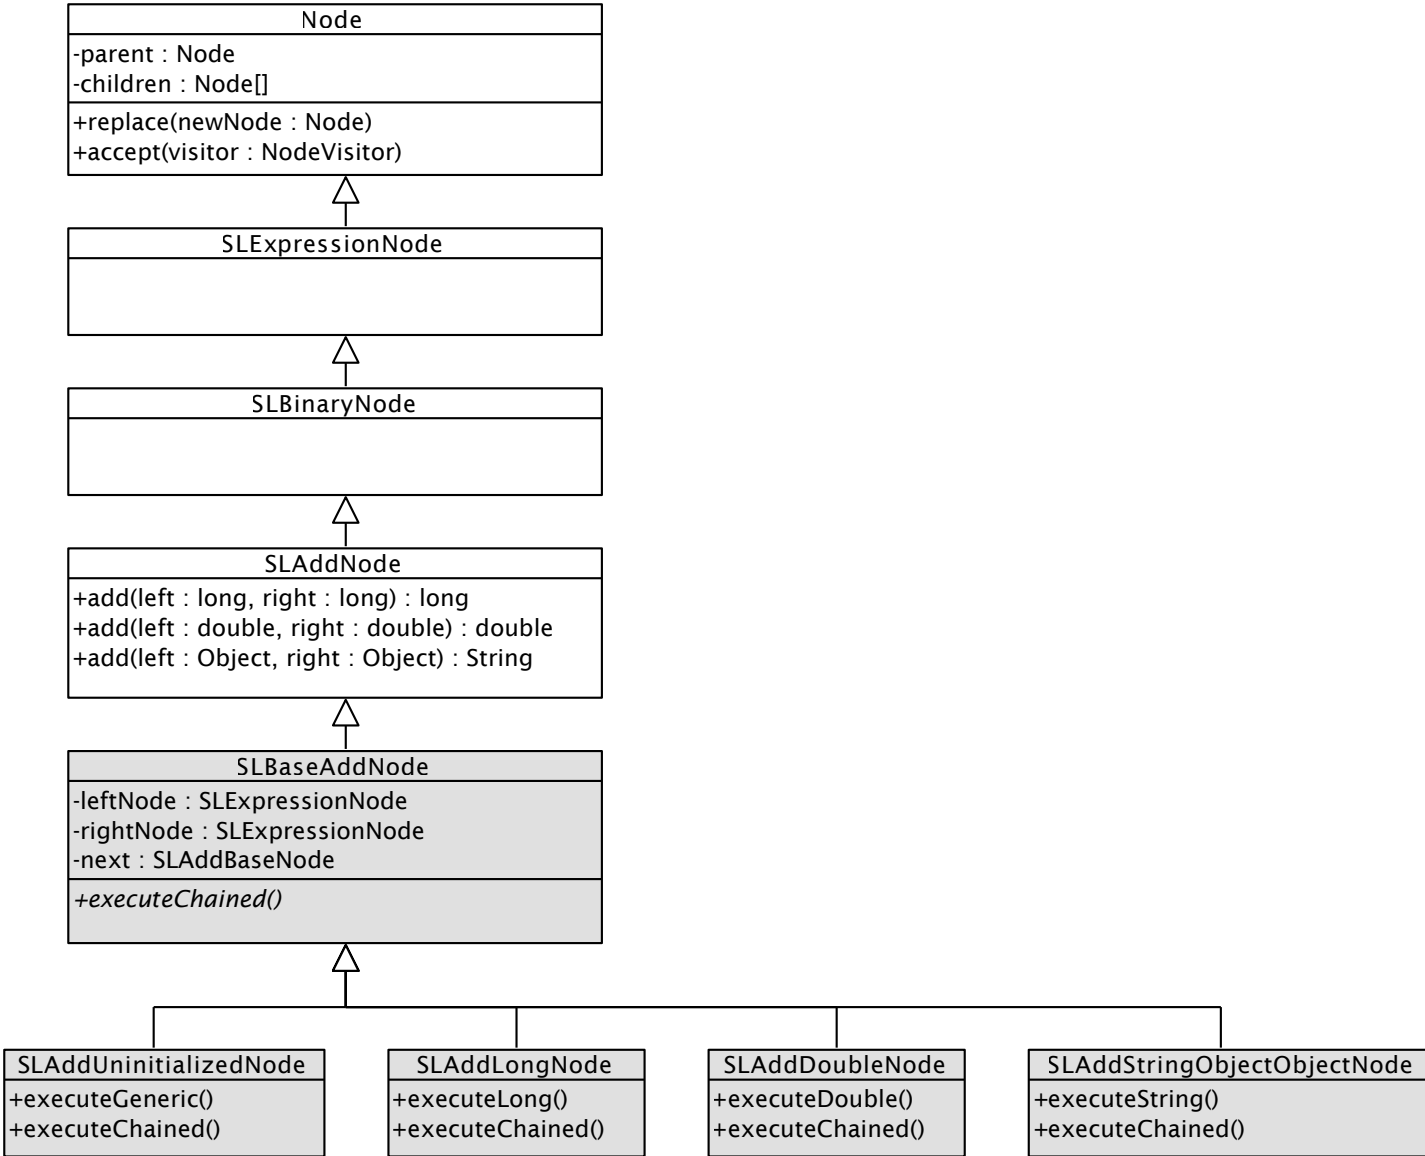 Node
-parent : Node
-children : Node[]
+replace(newNode : Node)
+accept(visitor : NodeVisitor)
SLExpressionNode
SLBinaryNode
SLAddNode
+add(left : long, right : long) : long
+add(left : double, right : double) : double
+add(left : Object, right : Object) : String
SLBaseAddNode
-leftNode : SLExpressionNode
-rightNode : SLExpressionNode
-next : SLAddBaseNode
+executeChained()
SLAddUninitializedNode
+executeGeneric()
+executeChained()
SLAddLongNode
+executeLong()
+executeChained()
SLAddDoubleNode
+executeDouble()
+executeChained()
SLAddStringObjectObjectNode
+executeString()
+executeChained()